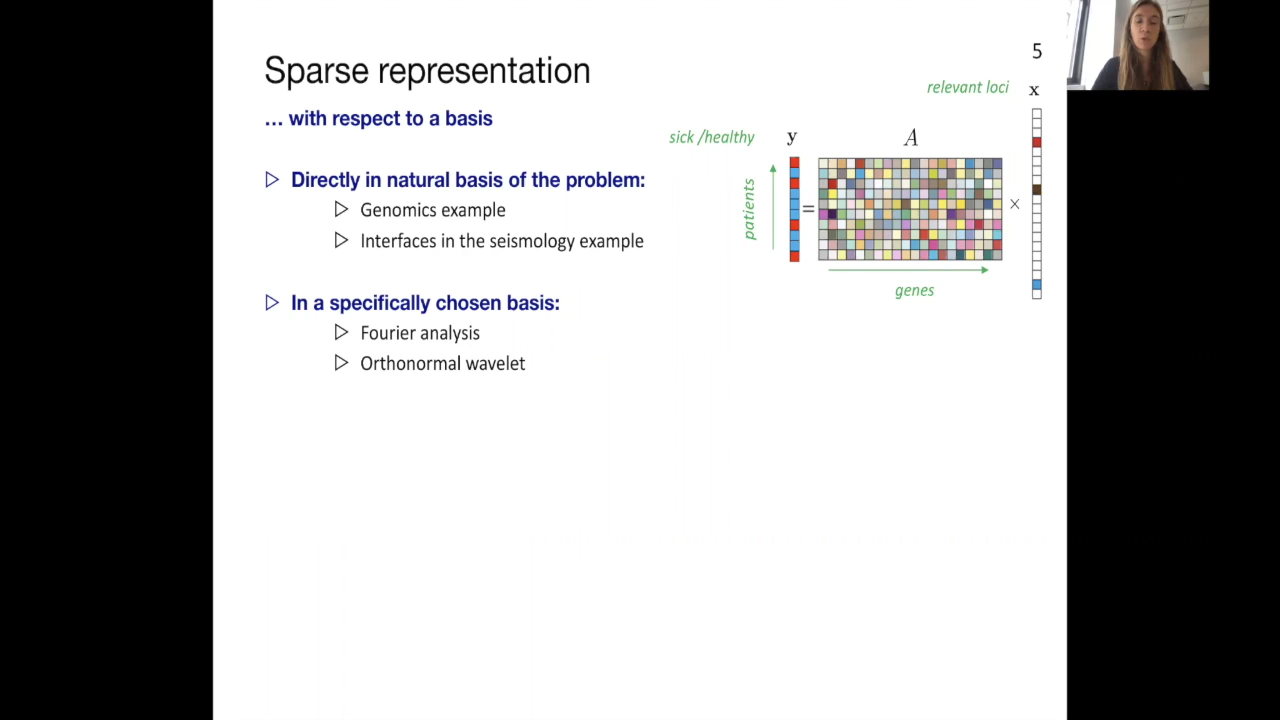 5
Sparse representation
... with respect to a basis
▷ Directly in natural basis of the problem:
▷ Genomics example
▷ Interfaces in the seismology example
▷ In a specifically chosen basis:
▷ Fourier analysis
▷ Orthonormal wavelet
relevant loci x
sick /healthy y A
patients
= ×
genes